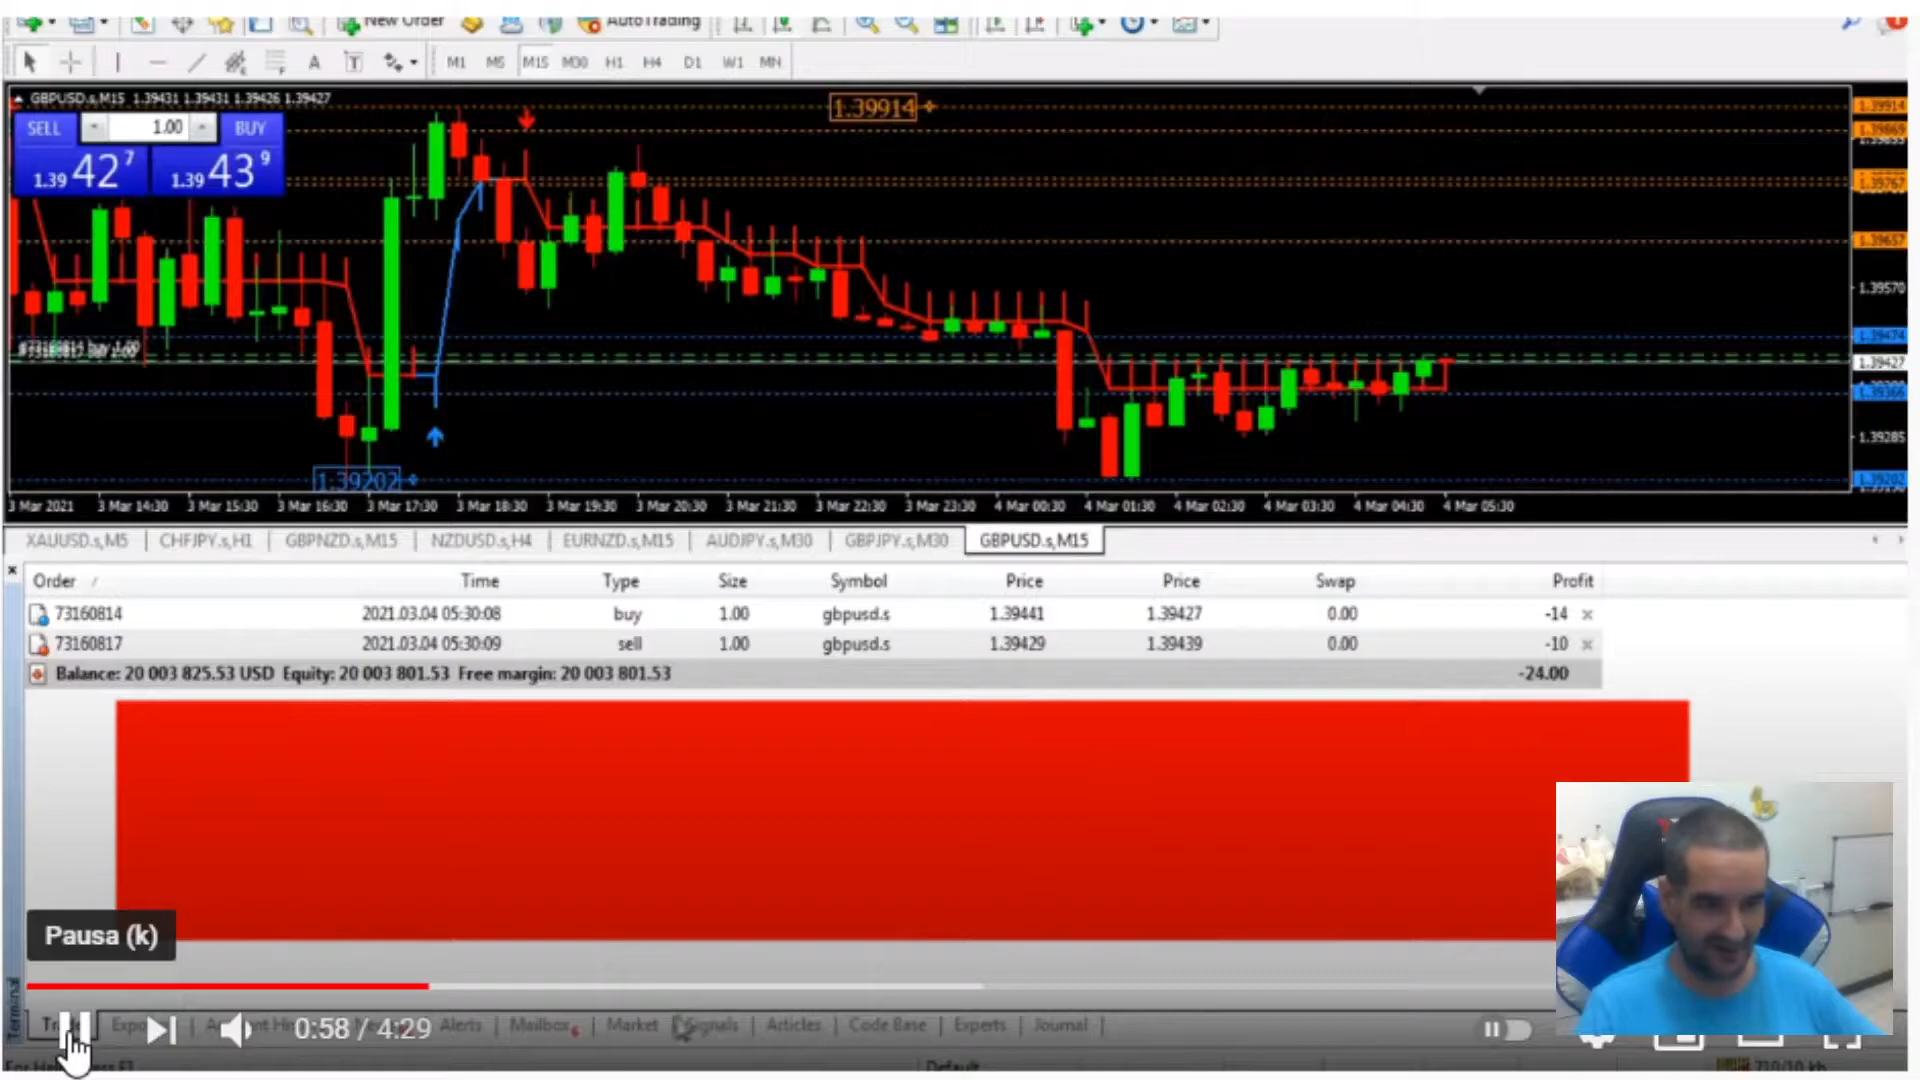 New Order AutoTrading
A T M1 M5 M15 M30 H1 H4 D1 W1 MN
GBPUSD.s,M15 1.39431 1.39431 1.39426 1.39427
SELL 1.00 BUY
1.39 42 7 1.39 43 9
1.39914
1.39914
1.39869
1.39767
1.39657
1.39570
1.39474
1.39427
1.39366
1.39285
1.39202
1.39202
3 Mar 2021 3 Mar 14:30 3 Mar 15:30 3 Mar 16:30 3 Mar 17:30 3 Mar 18:30 3 Mar 19:30 3 Mar 20:30 3 Mar 21:30 3 Mar 22:30 3 Mar 23:30 4 Mar 00:30 4 Mar 01:30 4 Mar 02:30 4 Mar 03:30 4 Mar 04:30 4 Mar 05:30
XAUUSD.s,M5 CHFJPY.s,H1 GBPNZD.s,M15 NZDUSD.s,H4 EURNZD.s,M15 AUDJPY.s,M30 GBPJPY.s,M30 GBPUSD.s,M15
Order / Time Type Size Symbol Price Price Swap Profit
73160814 2021.03.04 05:30:08 buy 1.00 gbpusd.s 1.39441 1.39427 0.00 -14
73160817 2021.03.04 05:30:09 sell 1.00 gbpusd.s 1.39429 1.39439 0.00 -10
Balance: 20 003 825.53 USD Equity: 20 003 801.53 Free margin: 20 003 801.53 -24.00
Pausa (k)
Terminal
0:58 / 4:29
Alerts Mailbox 6 Market Signals Articles Code Base Experts Journal
Default